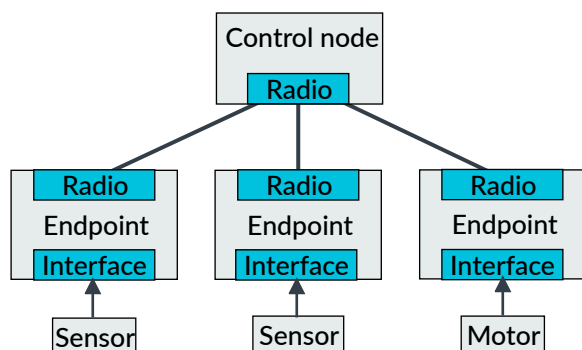 Control node
Radio
Radio
Radio
Radio
Endpoint
Endpoint
Endpoint
Interface
Interface
Interface
Sensor
Sensor
Motor